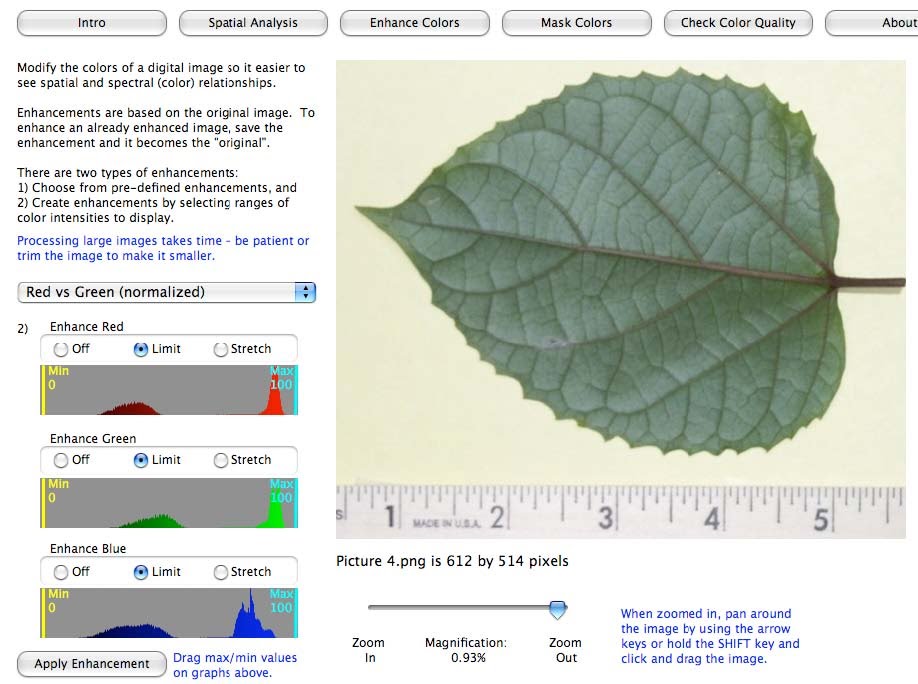 Intro
Spatial Analysis
Enhance Colors
Mask Colors
Check Color Quality
About
Modify the colors of a digital image so it easier to
see spatial and spectral (color) relationships.
Enhancements are based on the original image. To
enhance an already enhanced image, save the
enhancement and it becomes the "original".
There are two types of enhancements:
1) Choose from pre-defined enhancements, and
2) Create enhancements by selecting ranges of
color intensities to display.
Processing large images takes time - be patient or
trim the image to make it smaller.
Red vs Green (normalized)
2) Enhance Red
Off Limit Stretch
Min Max
0 100
Enhance Green
Off Limit Stretch
Min Max
0 100
Enhance Blue
Off Limit Stretch
Min Max
0 100
Apply Enhancement
Drag max/min values
on graphs above.
S 1 MADE IN U.S.A. 2 3 4 5
Picture 4.png is 612 by 514 pixels
Zoom
In
Magnification:
0.93%
Zoom
Out
When zoomed in, pan around
the image by using the arrow
keys or hold the SHIFT key and
click and drag the image.